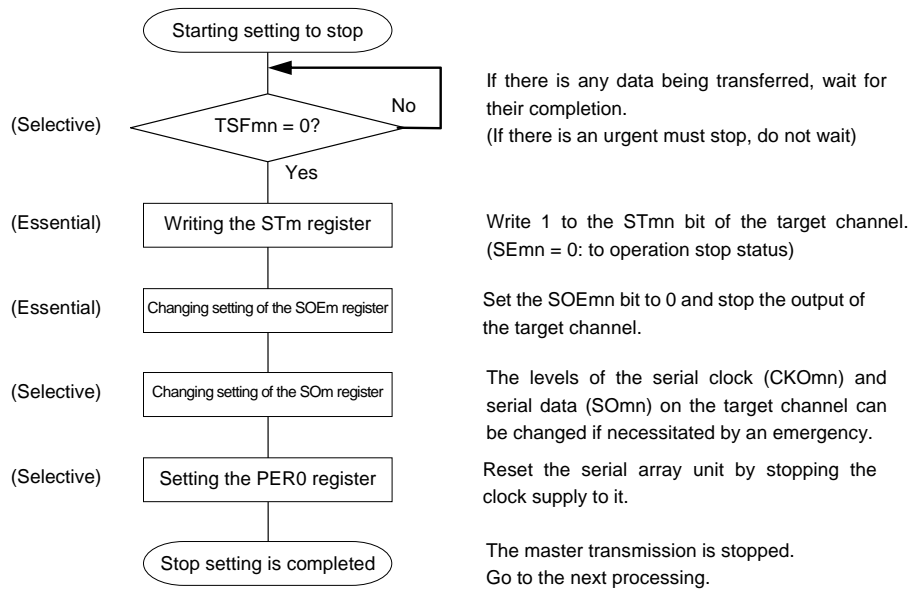 Starting setting to stop
No
If there is any data being transferred, wait for
their completion.
(If there is an urgent must stop, do not wait)
(Selective)
TSFmn = 0?
Yes
(Essential)
Writing the STm register
Write 1 to the STmn bit of the target channel.
(SEmn = 0: to operation stop status)
(Essential)
Changing setting of the SOEm register
Set the SOEmn bit to 0 and stop the output of
the target channel.
(Selective)
Changing setting of the SOm register
The levels of the serial clock (CKOmn) and
serial data (SOmn) on the target channel can
be changed if necessitated by an emergency.
(Selective)
Setting the PER0 register
Reset the serial array unit by stopping the
clock supply to it.
Stop setting is completed
The master transmission is stopped.
Go to the next processing.